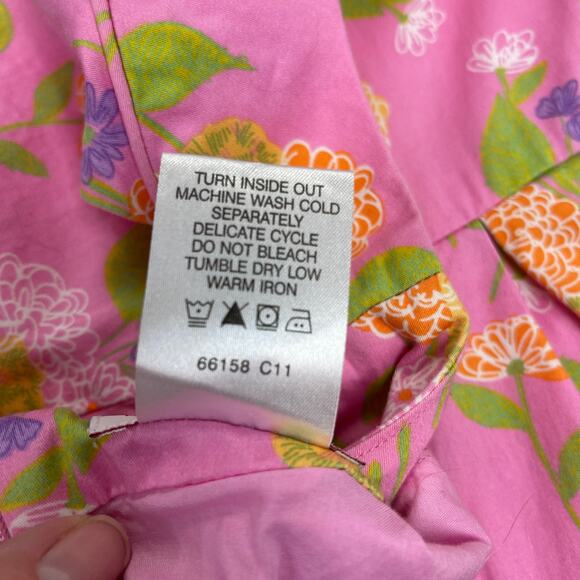 TURN INSIDE OUT
MACHINE WASH COLD
SEPARATELY
DELICATE CYCLE
DO NOT BLEACH
TUMBLE DRY LOW
WARM IRON
66158 C11